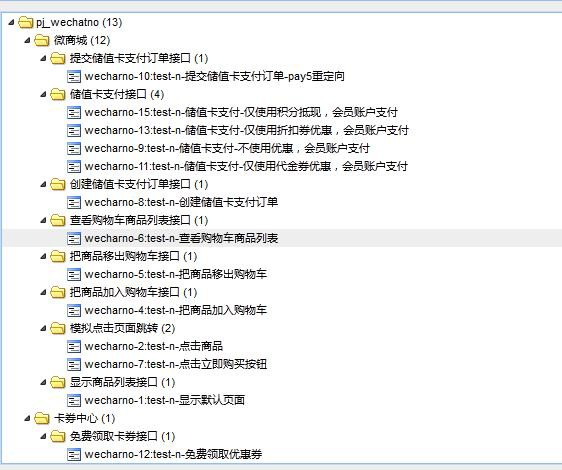 pj_wechatno (13)
微商城 (12)
提交储值卡支付订单接口 (1)
wecharno-10:test-n-提交储值卡支付订单-pay5重定向
储值卡支付接口 (4)
wecharno-15:test-n-储值卡支付-仅使用积分抵现，会员账户支付
wecharno-13:test-n-储值卡支付-仅使用折扣券优惠，会员账户支付
wecharno-9:test-n-储值卡支付-不使用优惠，会员账户支付
wecharno-11:test-n-储值卡支付-仅使用代金券优惠，会员账户支付
创建储值卡支付订单接口 (1)
wecharno-8:test-n-创建储值卡支付订单
查看购物车商品列表接口 (1)
wecharno-6:test-n-查看购物车商品列表
把商品移出购物车接口 (1)
wecharno-5:test-n-把商品移出购物车
把商品加入购物车接口 (1)
wecharno-4:test-n-把商品加入购物车
模拟点击页面跳转 (2)
wecharno-2:test-n-点击商品
wecharno-7:test-n-点击立即购买按钮
显示商品列表接口 (1)
wecharno-1:test-n-显示默认页面
卡券中心 (1)
免费领取卡券接口 (1)
wecharno-12:test-n-免费领取优惠券